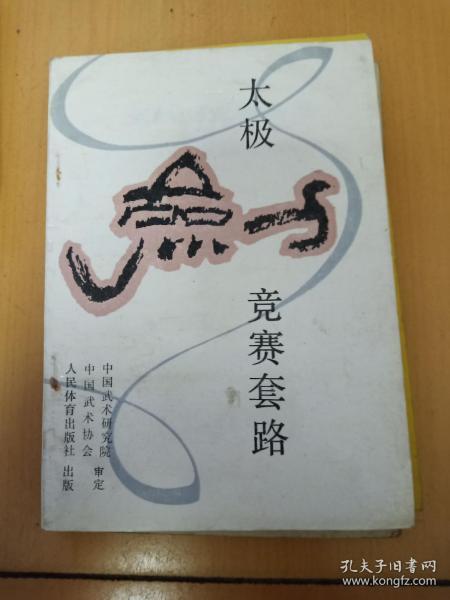 太极
竞赛套路
中国武术研究院
中国武术协会
审定
人民体育出版社 出版
孔夫子旧书网
www.kongfz.com